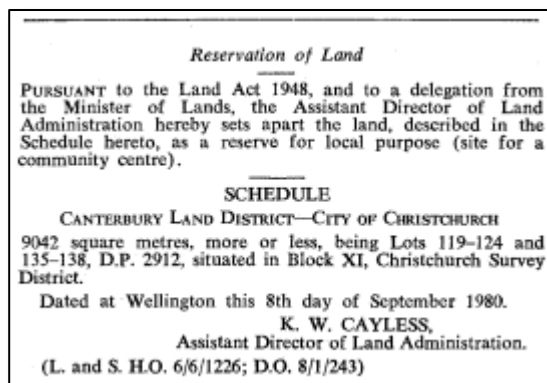 Reservation of Land
PURSUANT to the Land Act 1948, and to a delegation from
the Minister of Lands, the Assistant Director of Land
Administration hereby sets apart the land, described in the
Schedule hereto, as a reserve for local purpose (site for a
community centre).
SCHEDULE
CANTERBURY LAND DISTRICT—CITY OF CHRISTCHURCH
9042 square metres, more or less, being Lots 119–124 and
135–138, D.P. 2912, situated in Block XI, Christchurch Survey
District.
Dated at Wellington this 8th day of September 1980.
K. W. CAYLESS,
Assistant Director of Land Administration.
(L. and S. H.O. 6/6/1226; D.O. 8/1/243)